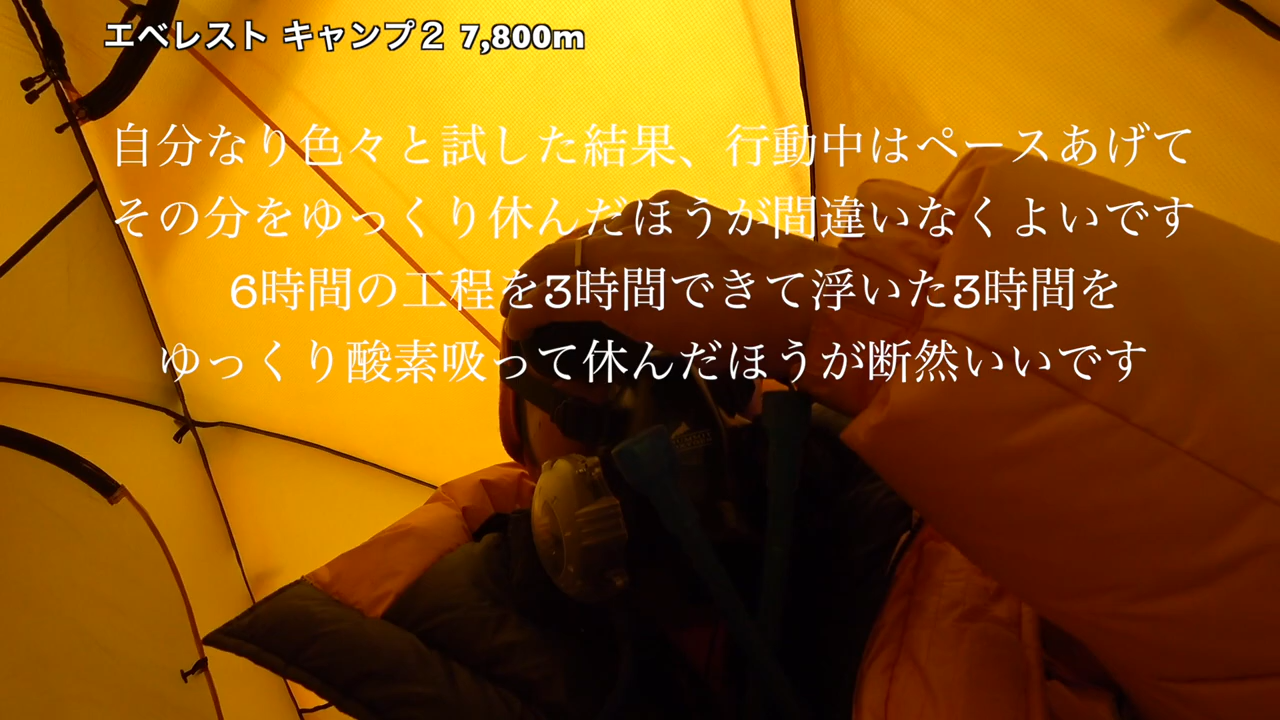 エベレスト キャンプ２ 7,800m
自分なり色々と試した結果、行動中はペースあげて
その分をゆっくり休んだほうが間違いなくよいです
6時間の工程を3時間できて浮いた3時間を
ゆっくり酸素吸って休んだほうが断然いいです